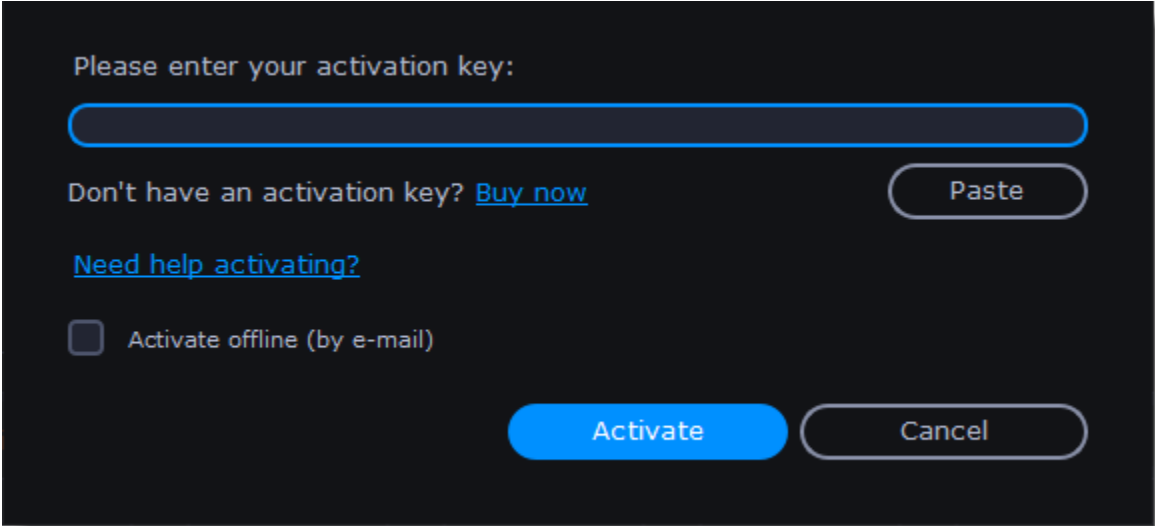 Please enter your activation key:
Don't have an activation key? Buy now
Paste
Need help activating?
Activate offline (by e-mail)
Activate
Cancel